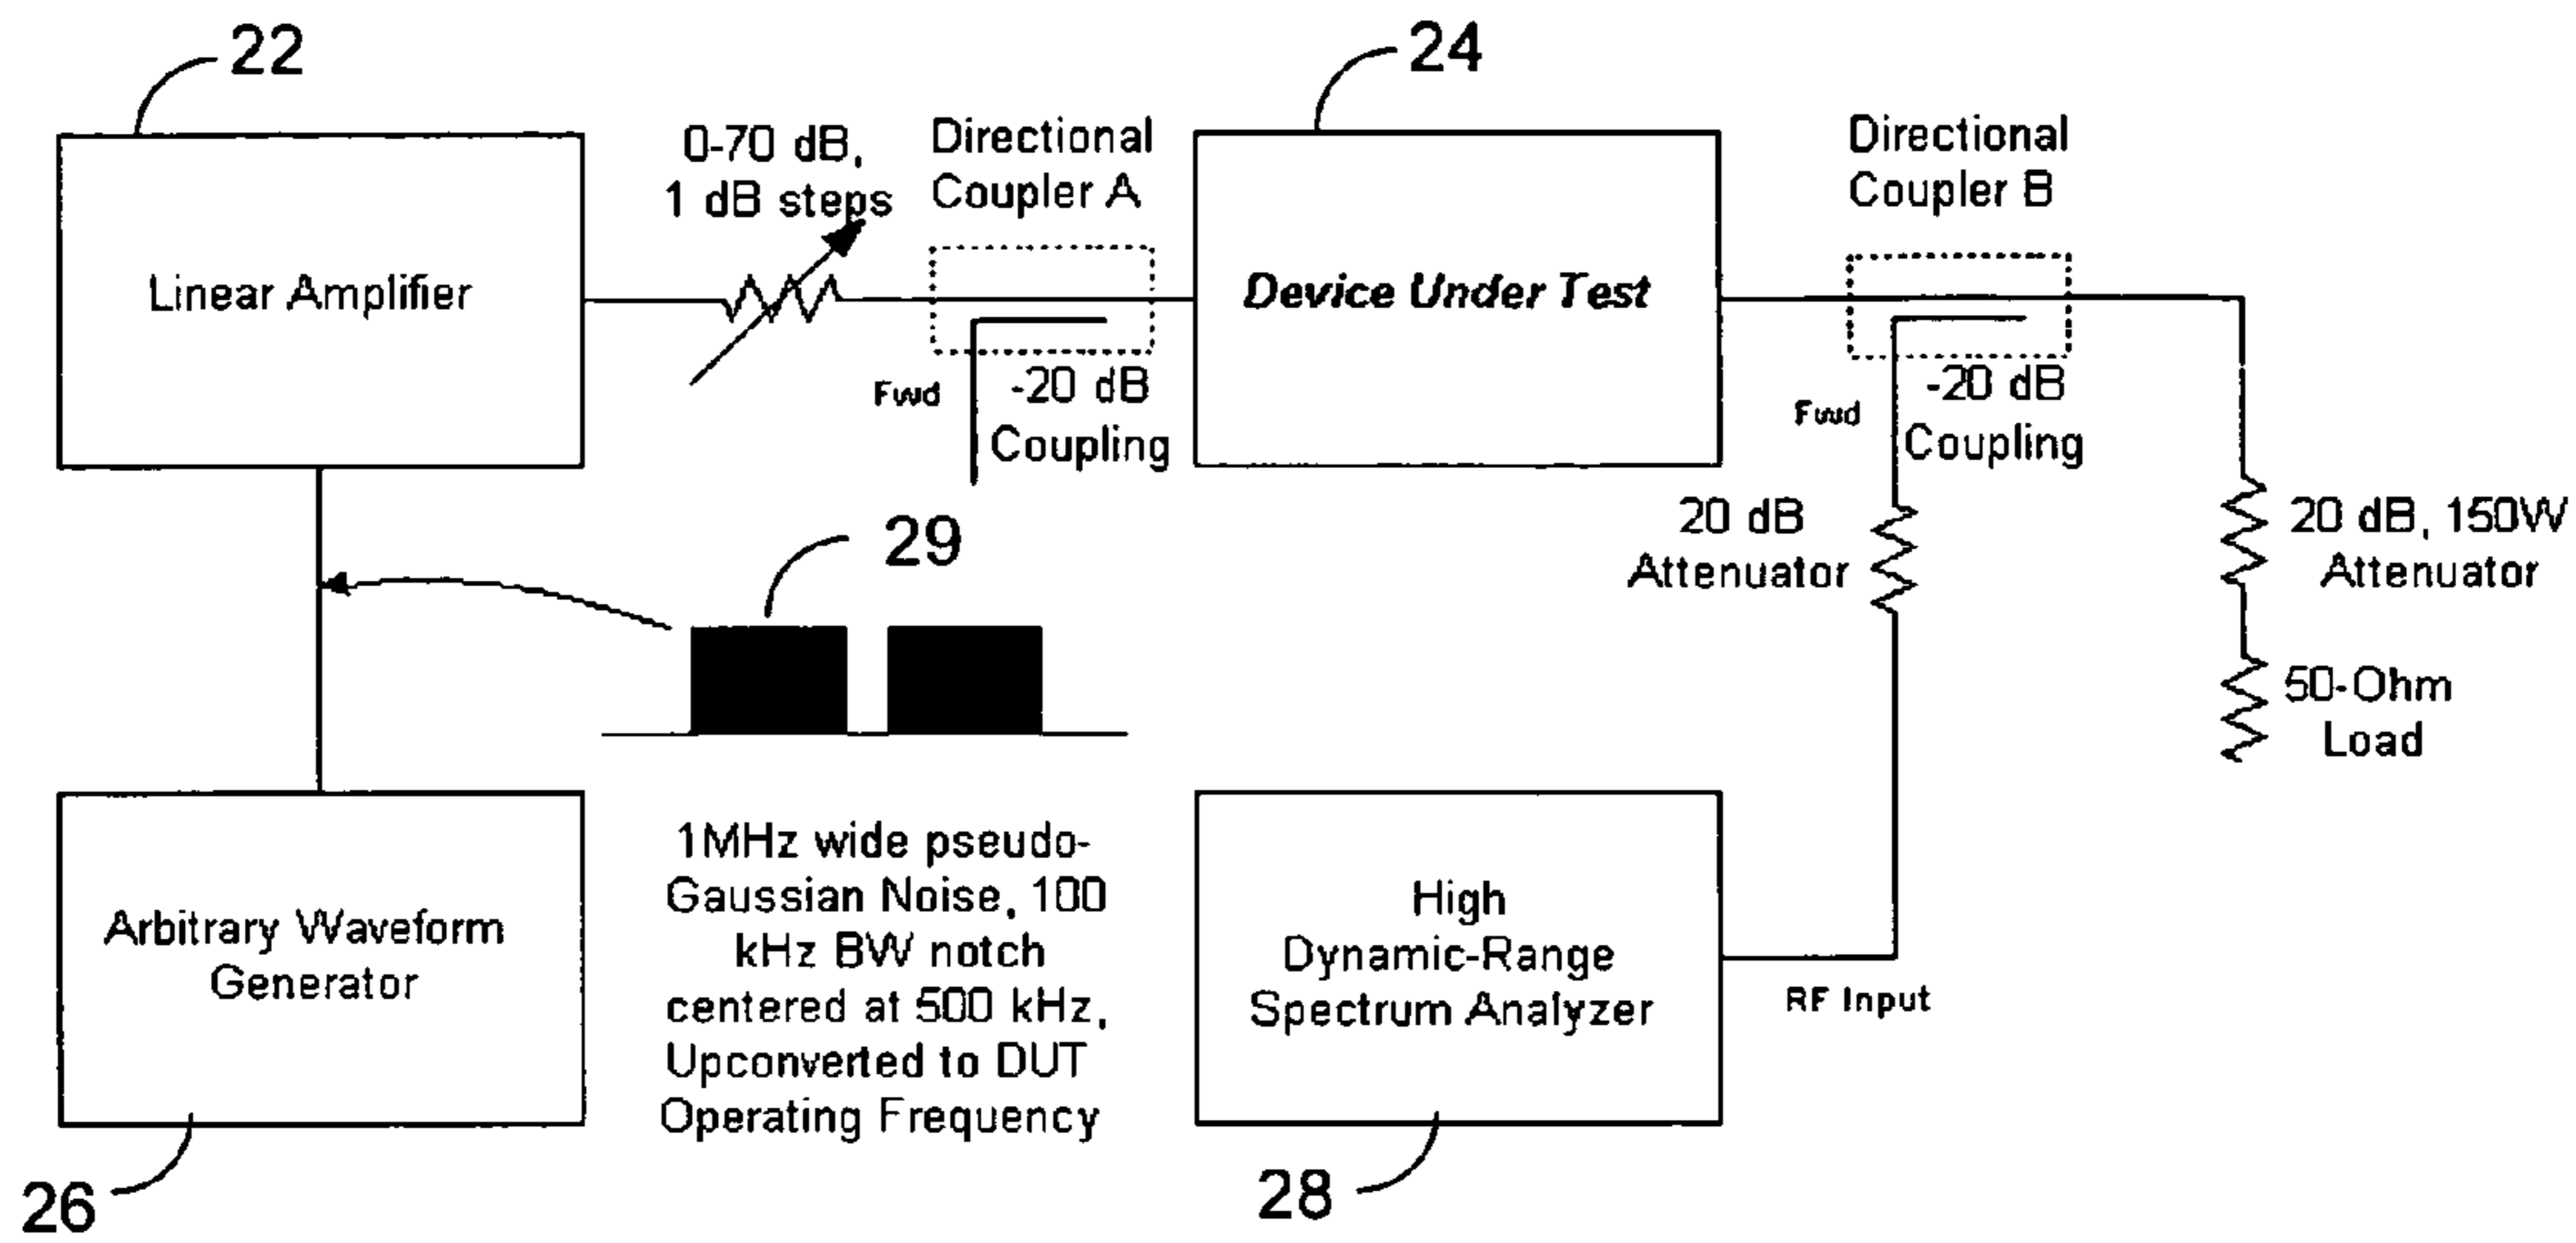 22
24
0-70 dB,
1 dB steps
Directional
Coupler A
Directional
Coupler B
Linear Amplifier
Device Under Test
Fwd
-20 dB
Coupling
Fwd
-20 dB
Coupling
29
20 dB
Attenuator
20 dB, 150W
Attenuator
50-Ohm
Load
1MHz wide pseudo-
Gaussian Noise, 100
kHz BW notch
centered at 500 kHz,
Upconverted to DUT
Operating Frequency
Arbitrary Waveform
Generator
High
Dynamic-Range
Spectrum Analyzer
RF Input
26
28